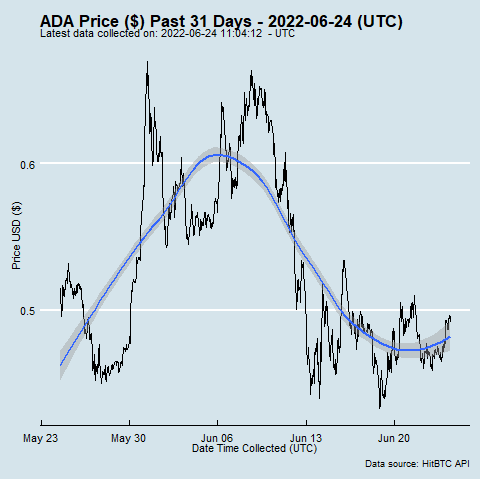 ADA Price ($) Past 31 Days - 2022-06-24 (UTC)
Latest data collected on: 2022-06-24 11:04:12 - UTC
0.6
0.5
Price USD ($)
May 23 May 30 Jun 06 Jun 13 Jun 20
Date Time Collected (UTC)
Data source: HitBTC API